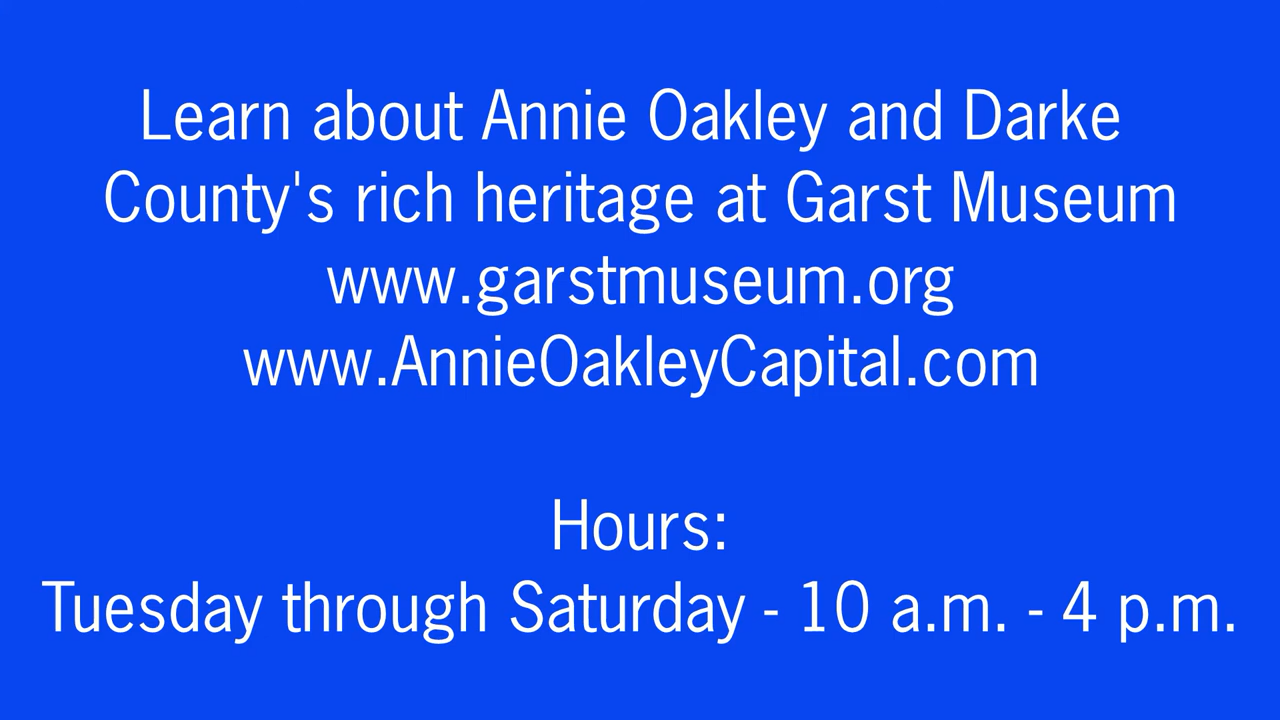 Learn about Annie Oakley and Darke
County's rich heritage at Garst Museum
www.garstmuseum.org
www.AnnieOakleyCapital.com
Hours:
Tuesday through Saturday - 10 a.m. - 4 p.m.